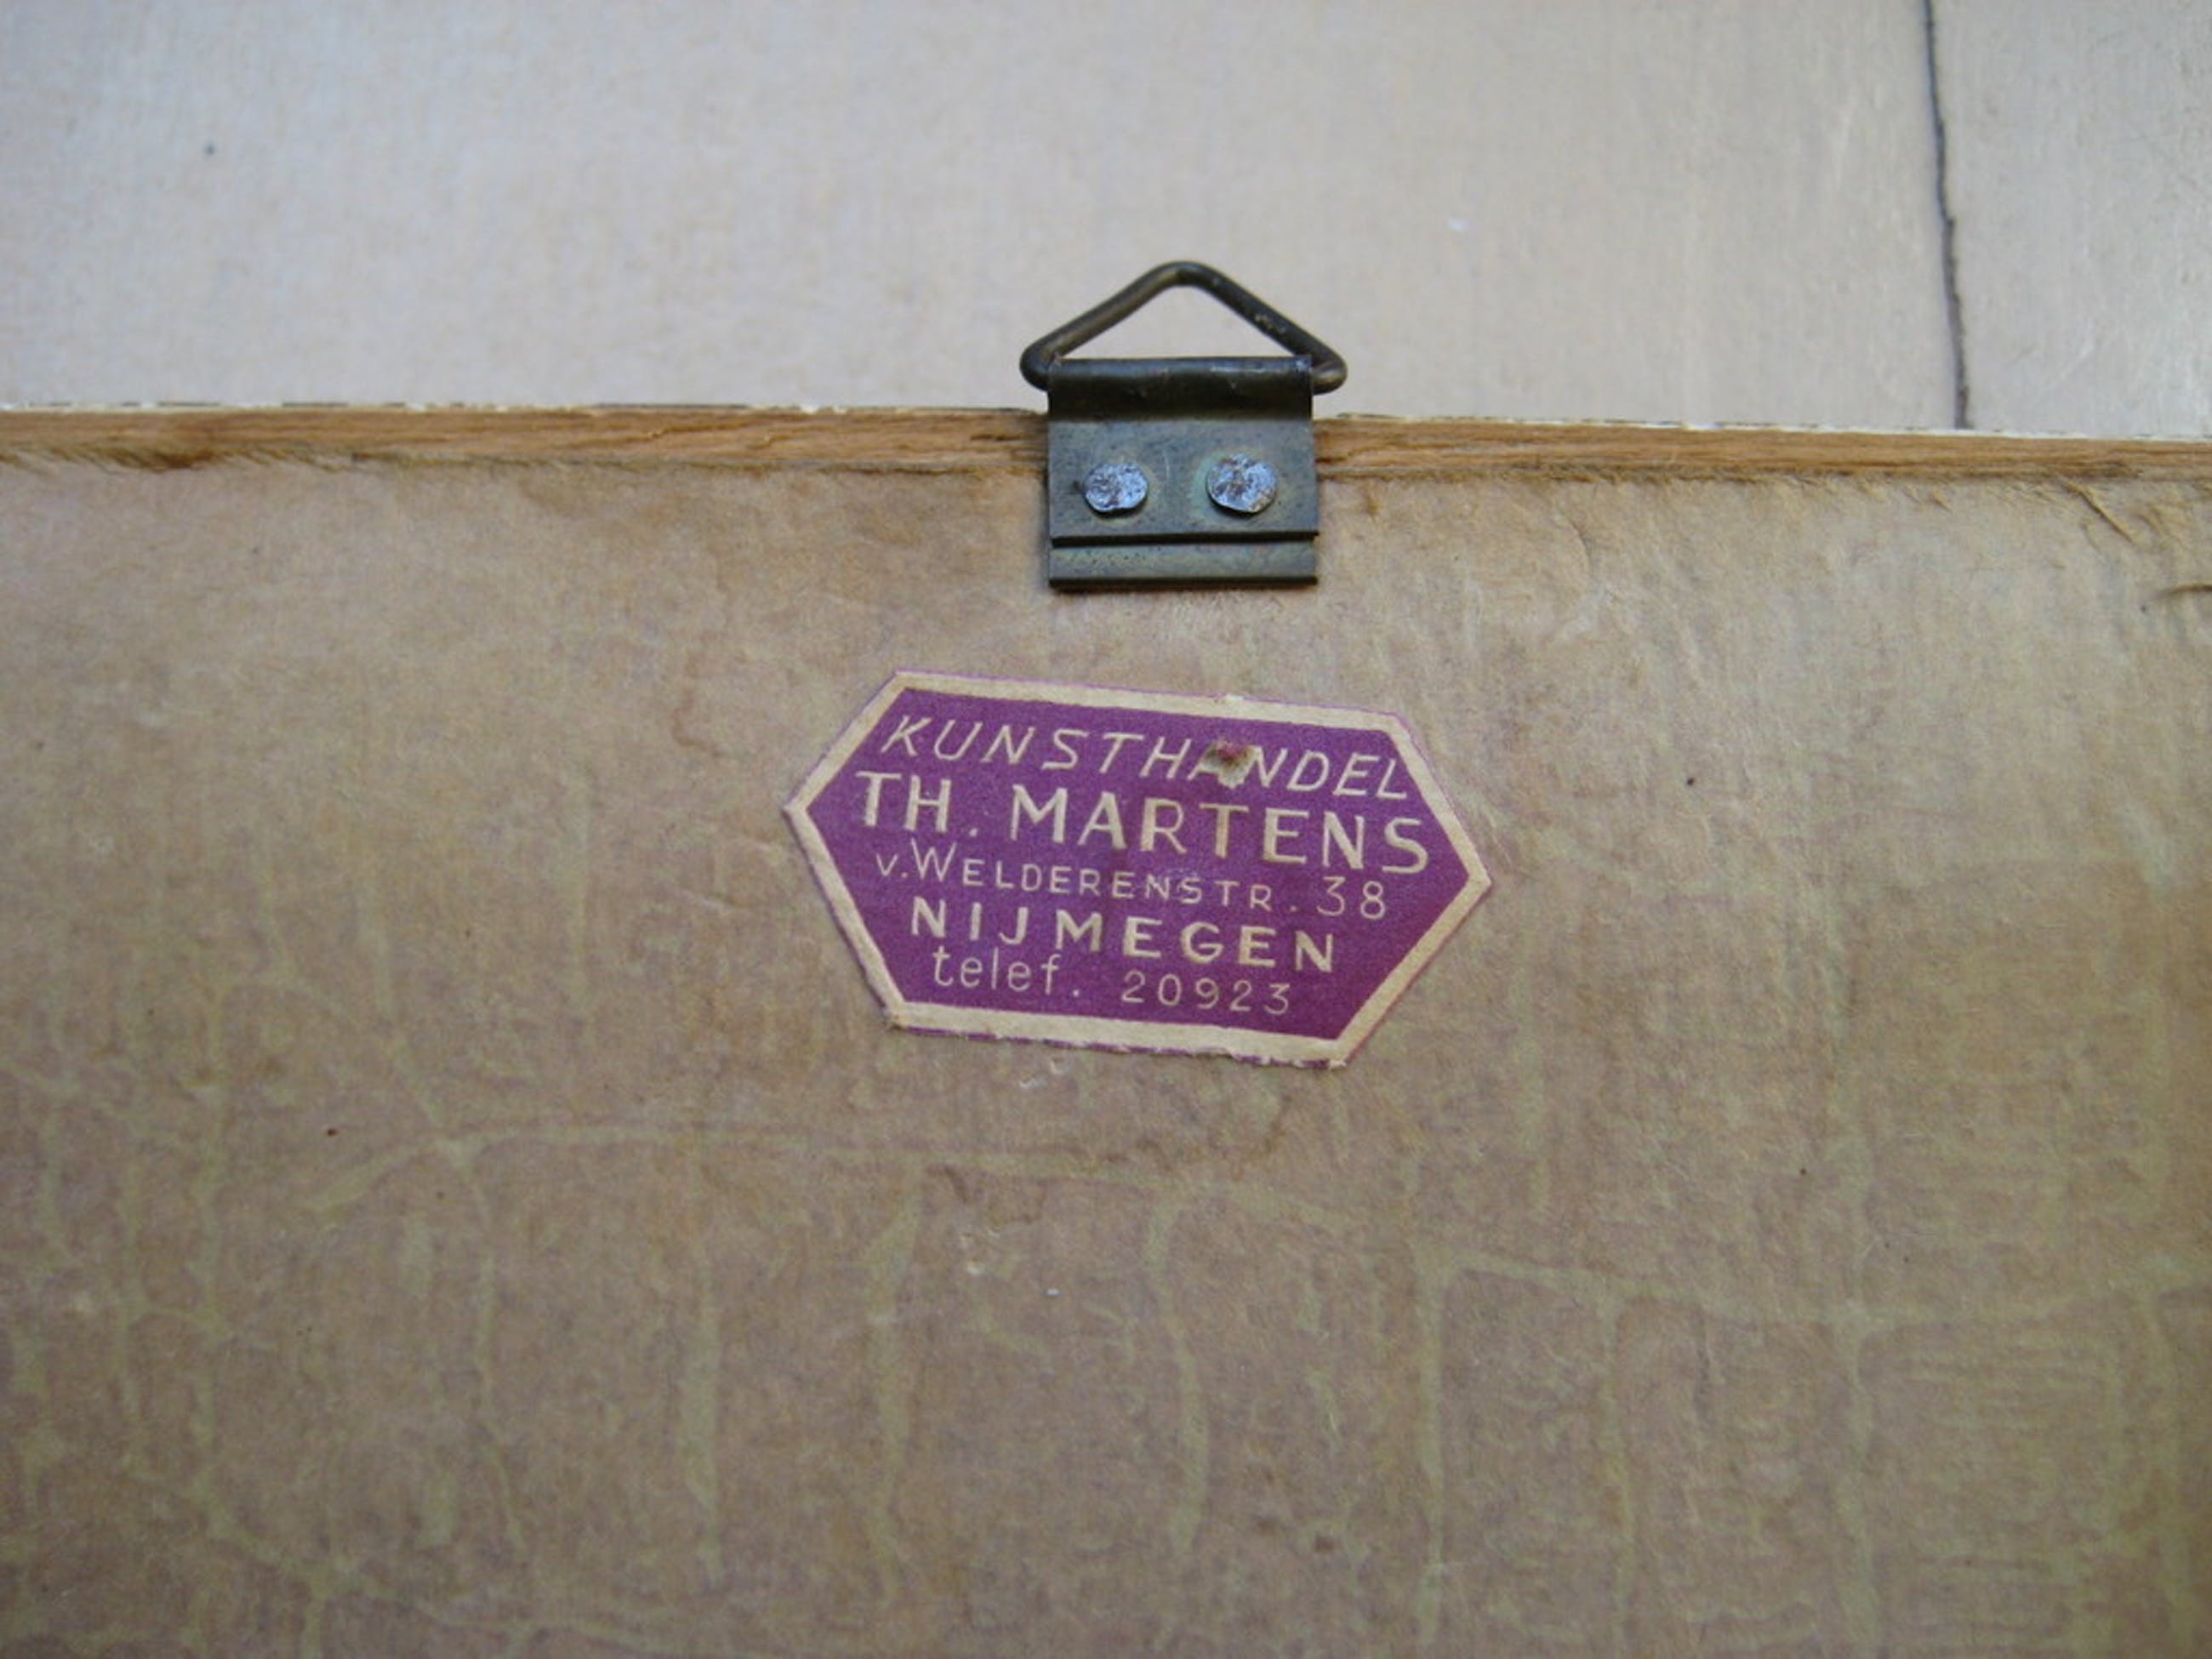 KUNSTHANDEL
TH. MARTENS
v. WELDERENSTR. 38
NIJMEGEN
telef. 20923